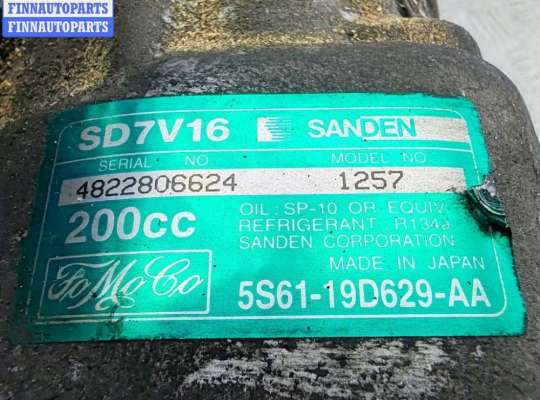 FINNAUTOPARTS
FINNAUTOPARTS
SD7V16 SANDEN
SERIAL NO MODEL NO
4822806624 1257
200cc
OIL : SP-10 OR EQUIV
REFRIGERANT R134a
SANDEN CORPORATION
MADE IN JAPAN
FoMoCo 5S61-19D629-AA